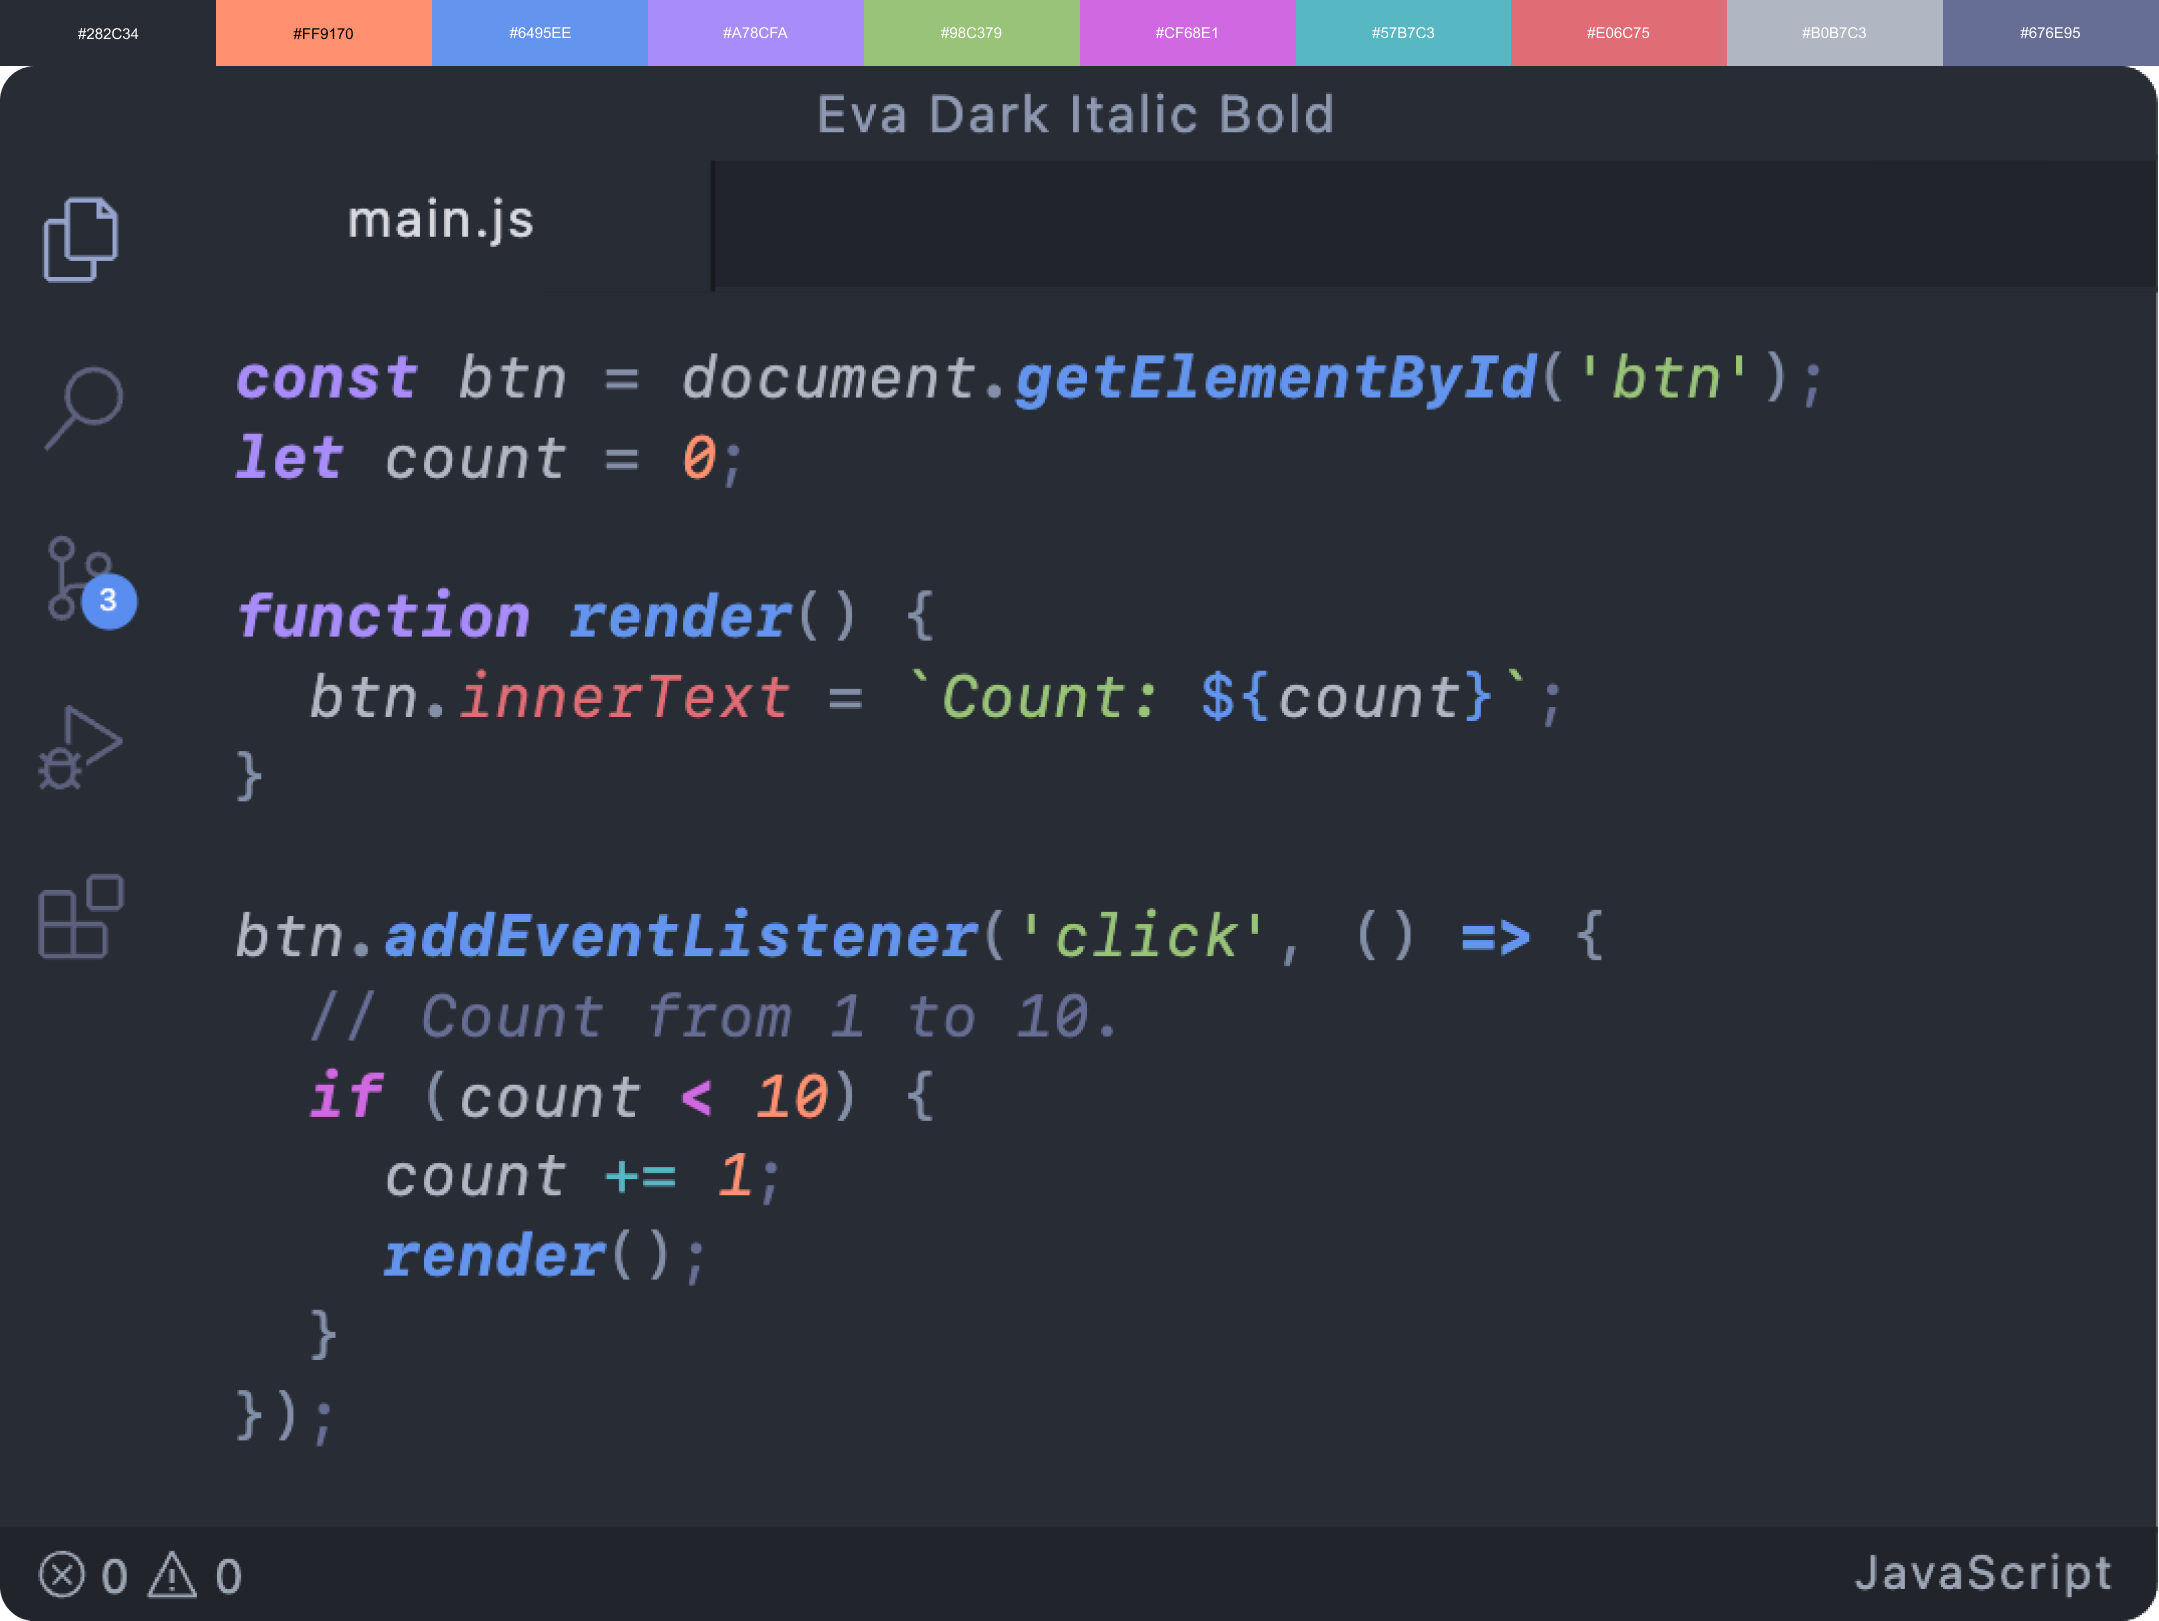 #282C34 #FF9170 #6495EE #A78CFA #98C379 #CF68E1 #57B7C3 #E06C75 #B0B7C3 #676E95
Eva Dark Italic Bold
main.js
const btn = document.getElementById('btn');
let count = 0;
3
function render() {
  btn.innerText = `Count: ${count}`;
}
btn.addEventListener('click', () => {
  // Count from 1 to 10.
  if (count < 10) {
    count += 1;
    render();
  }
});
0 0 JavaScript